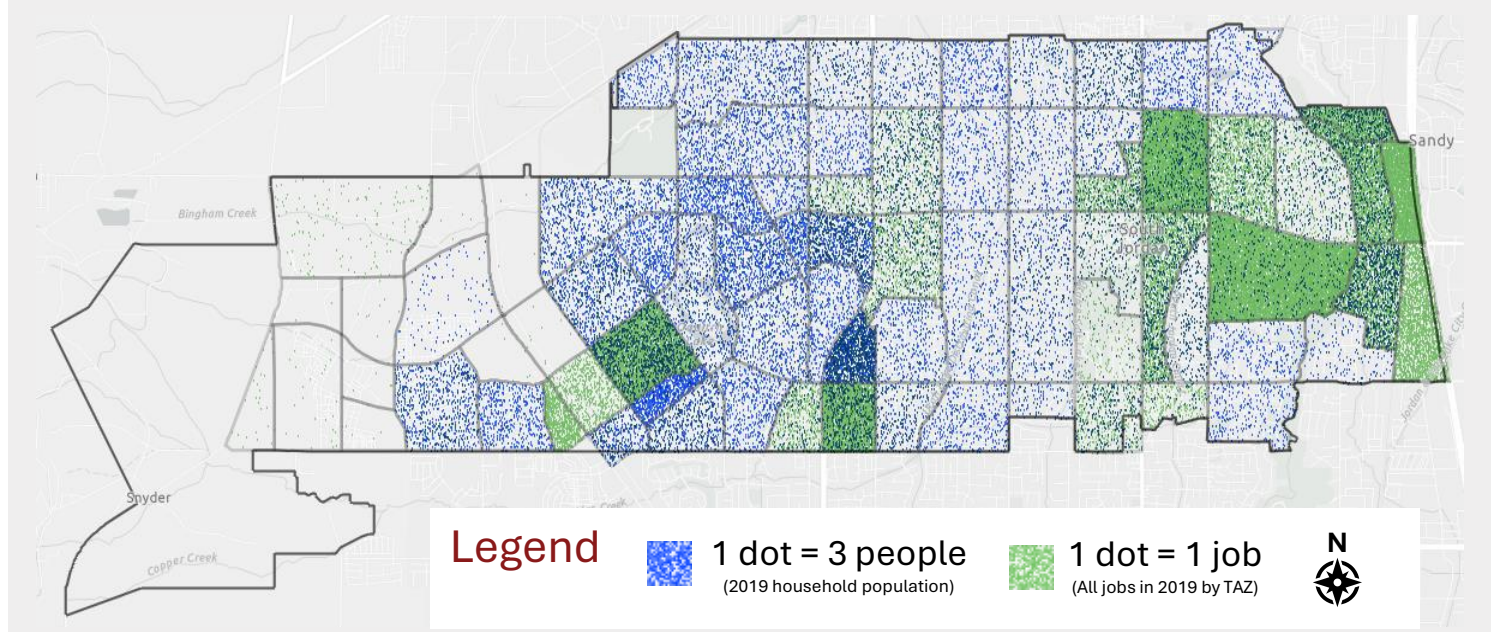 Sandy
Bingham Creek
South
Jordan
Snyder
Creek
Copper Creek
Legend
1 dot = 3 people
(2019 household population)
1 dot = 1 job
(All jobs in 2019 by TAZ)
N